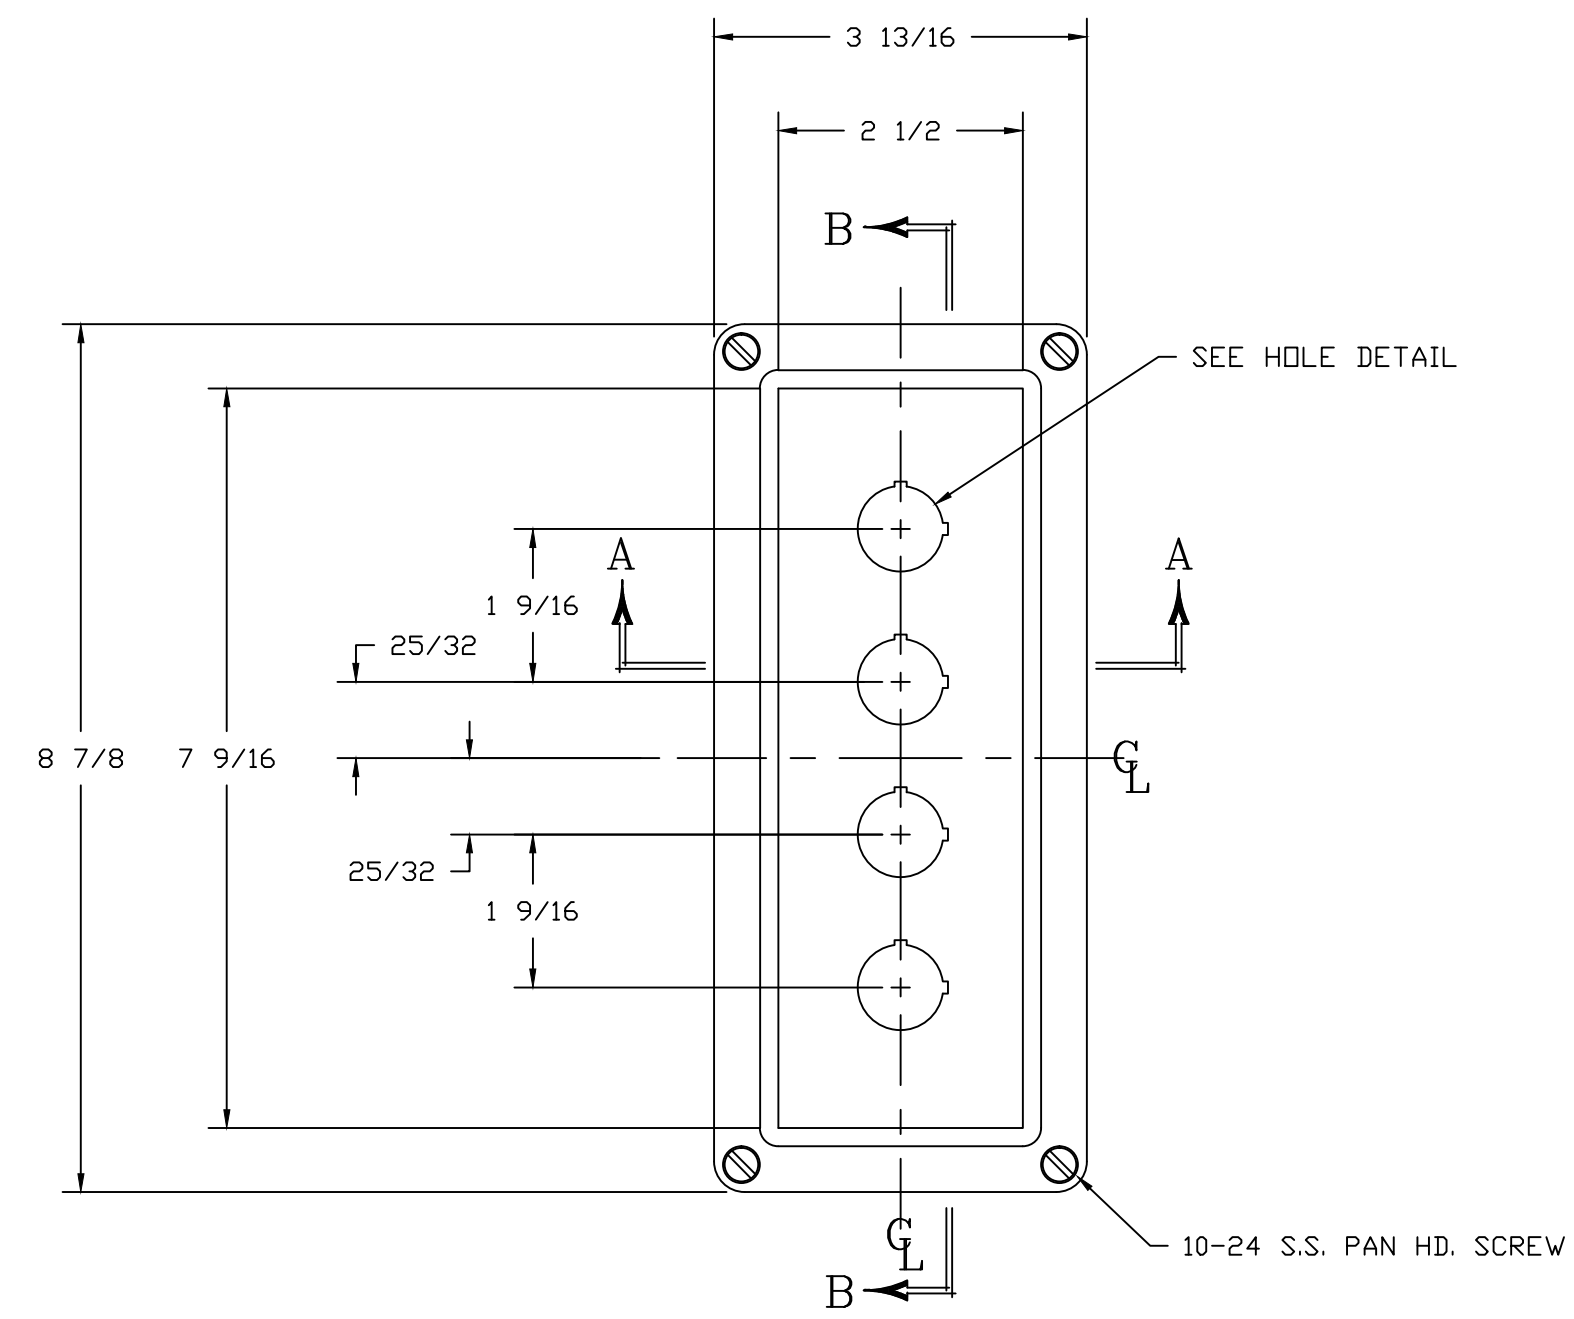 3 13/16
2 1/2
B
SEE HOLE DETAIL
A
A
1 9/16
25/32
8 7/8
7 9/16
CL
25/32
1 9/16
CL
10-24 S.S. PAN HD. SCREW
B